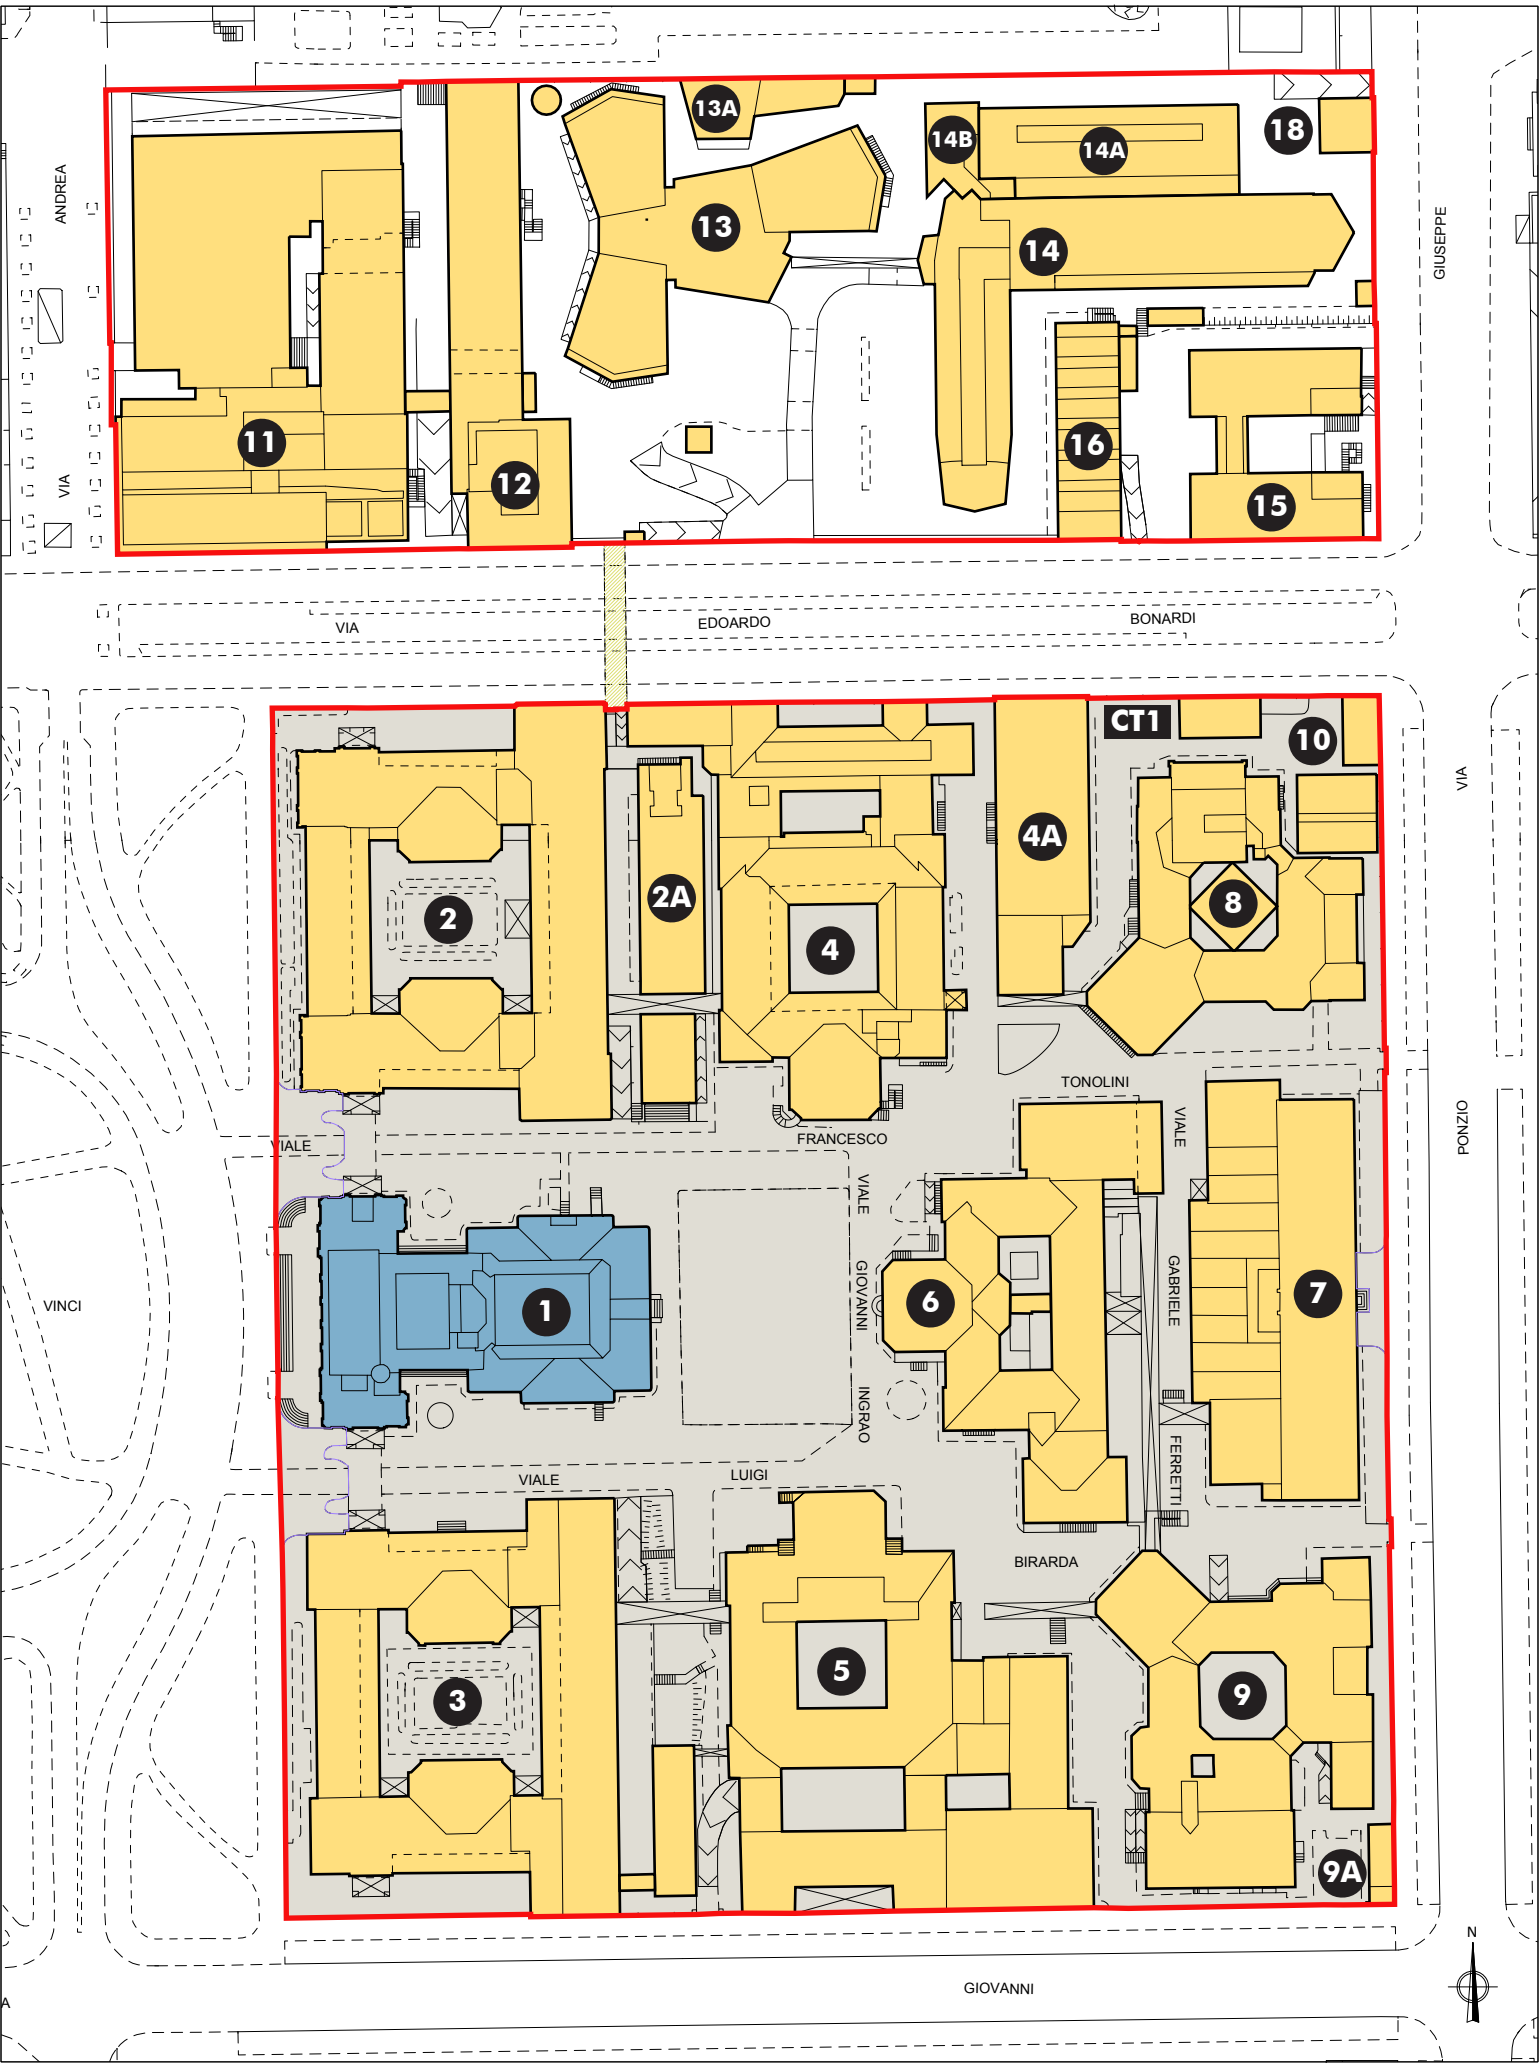 13A
14B
14A
18
ANDREA
13
GIUSEPPE
14
11
16
VIA
12
15
VIA
EDOARDO
BONARDI
CT1
10
VIA
4A
2A
8
2
4
TONOLINI
PONZIO
VIALE
FRANCESCO
VIALE
VIALE
GIOVANNI
INGRAO
GABRIELE
FERRETTI
VINCI
1
6
7
VIALE
LUIGI
BIRARDA
5
3
9
9A
N
GIOVANNI
A